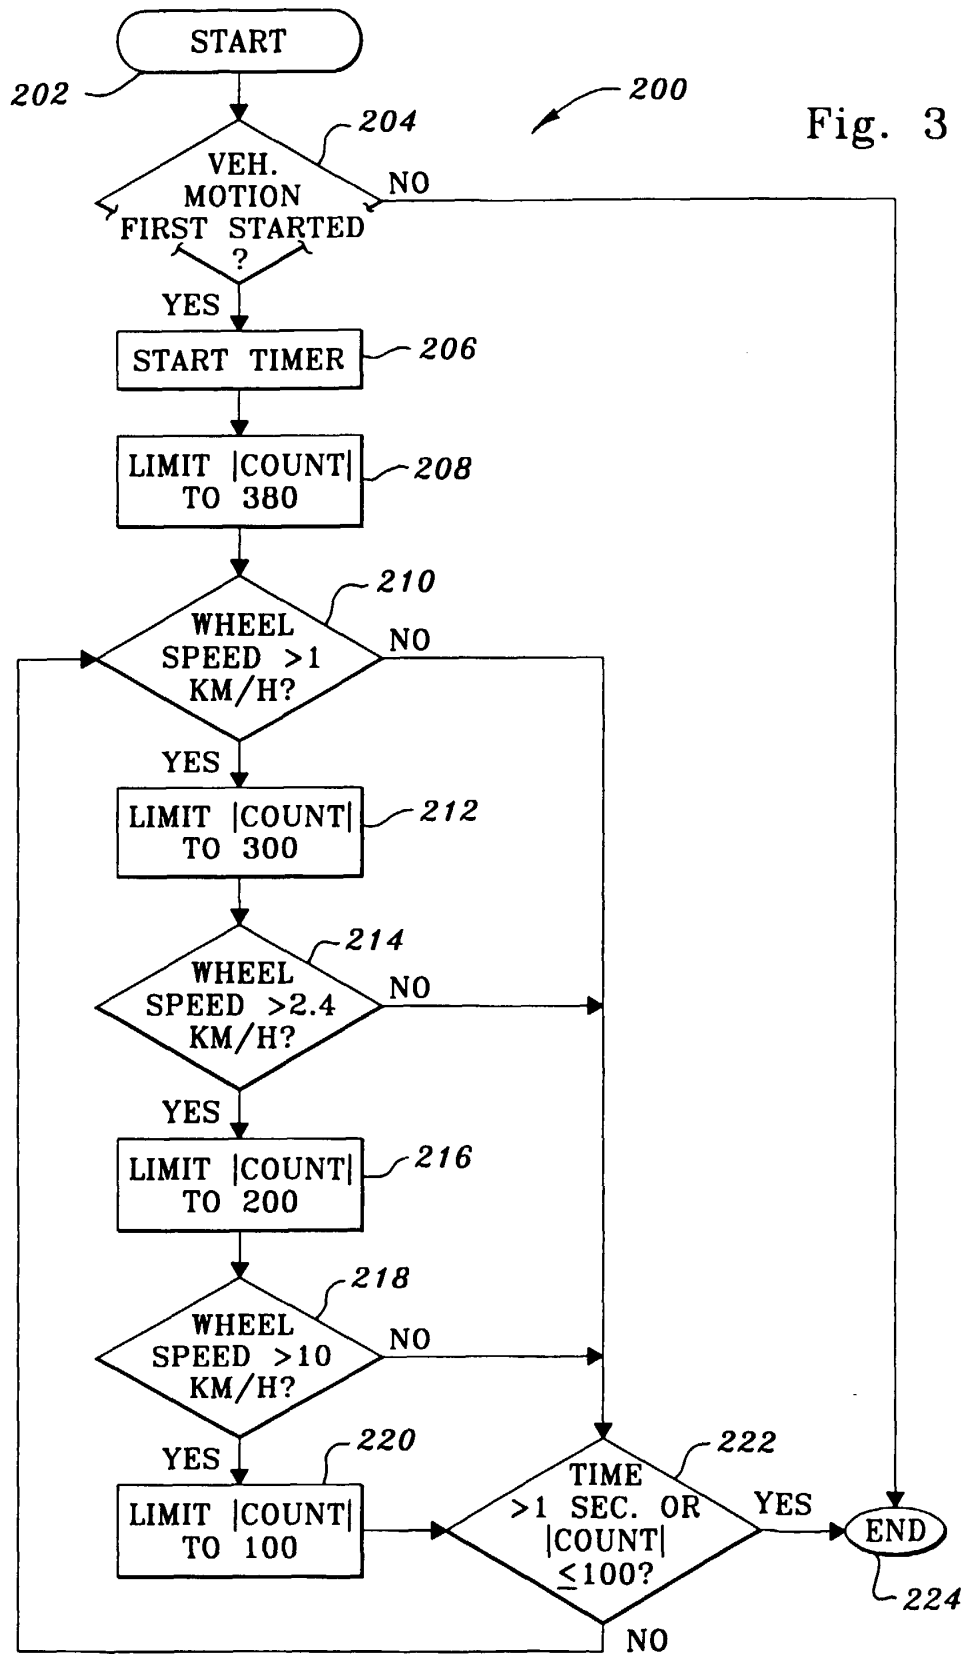 START
202
200
Fig. 3
204
VEH.
MOTION
FIRST STARTED
?
NO
YES
START TIMER
206
LIMIT |COUNT|
TO 380
208
210
WHEEL
SPEED >1
KM/H?
NO
YES
LIMIT |COUNT|
TO 300
212
214
WHEEL
SPEED >2.4
KM/H?
NO
YES
LIMIT |COUNT|
TO 200
216
218
WHEEL
SPEED >10
KM/H?
NO
YES
220
LIMIT |COUNT|
TO 100
222
TIME
>1 SEC. OR
|COUNT|
≤100?
YES
NO
END
224